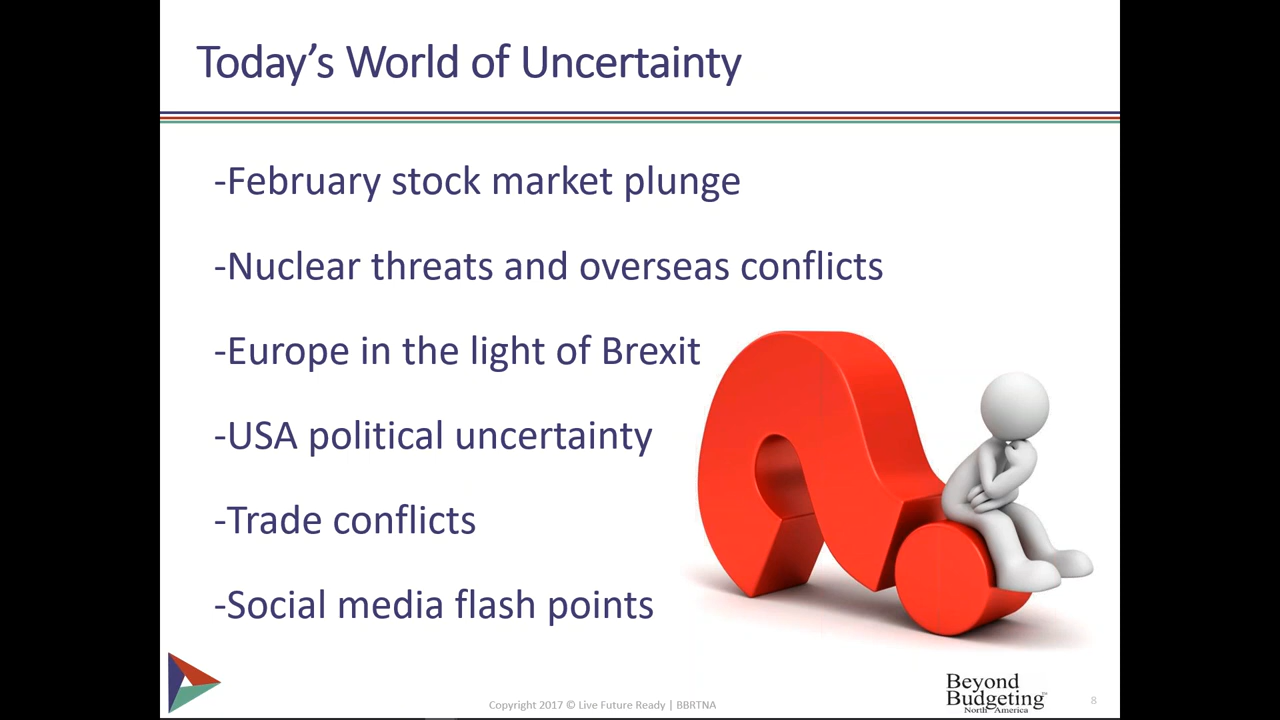 Today’s World of Uncertainty
-February stock market plunge
-Nuclear threats and overseas conflicts
-Europe in the light of Brexit
-USA political uncertainty
-Trade conflicts
-Social media flash points
Beyond
Budgeting™
North America
Copyright 2017 © Live Future Ready | BBRTNA
8